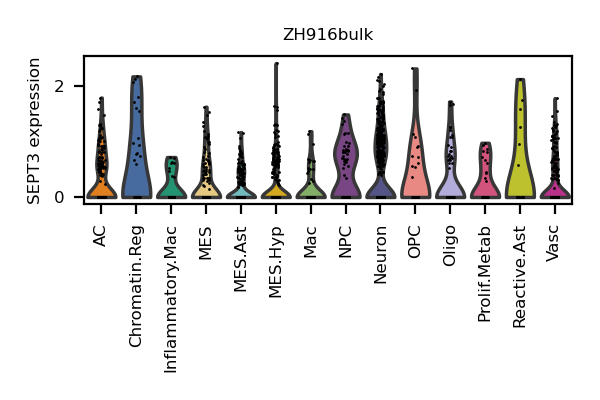 ZH916bulk
SEPT3 expression
2
0
AC
Chromatin.Reg
Inflammatory.Mac
MES
MES.Ast
MES.Hyp
Mac
NPC
Neuron
OPC
Oligo
Prolif.Metab
Reactive.Ast
Vasc